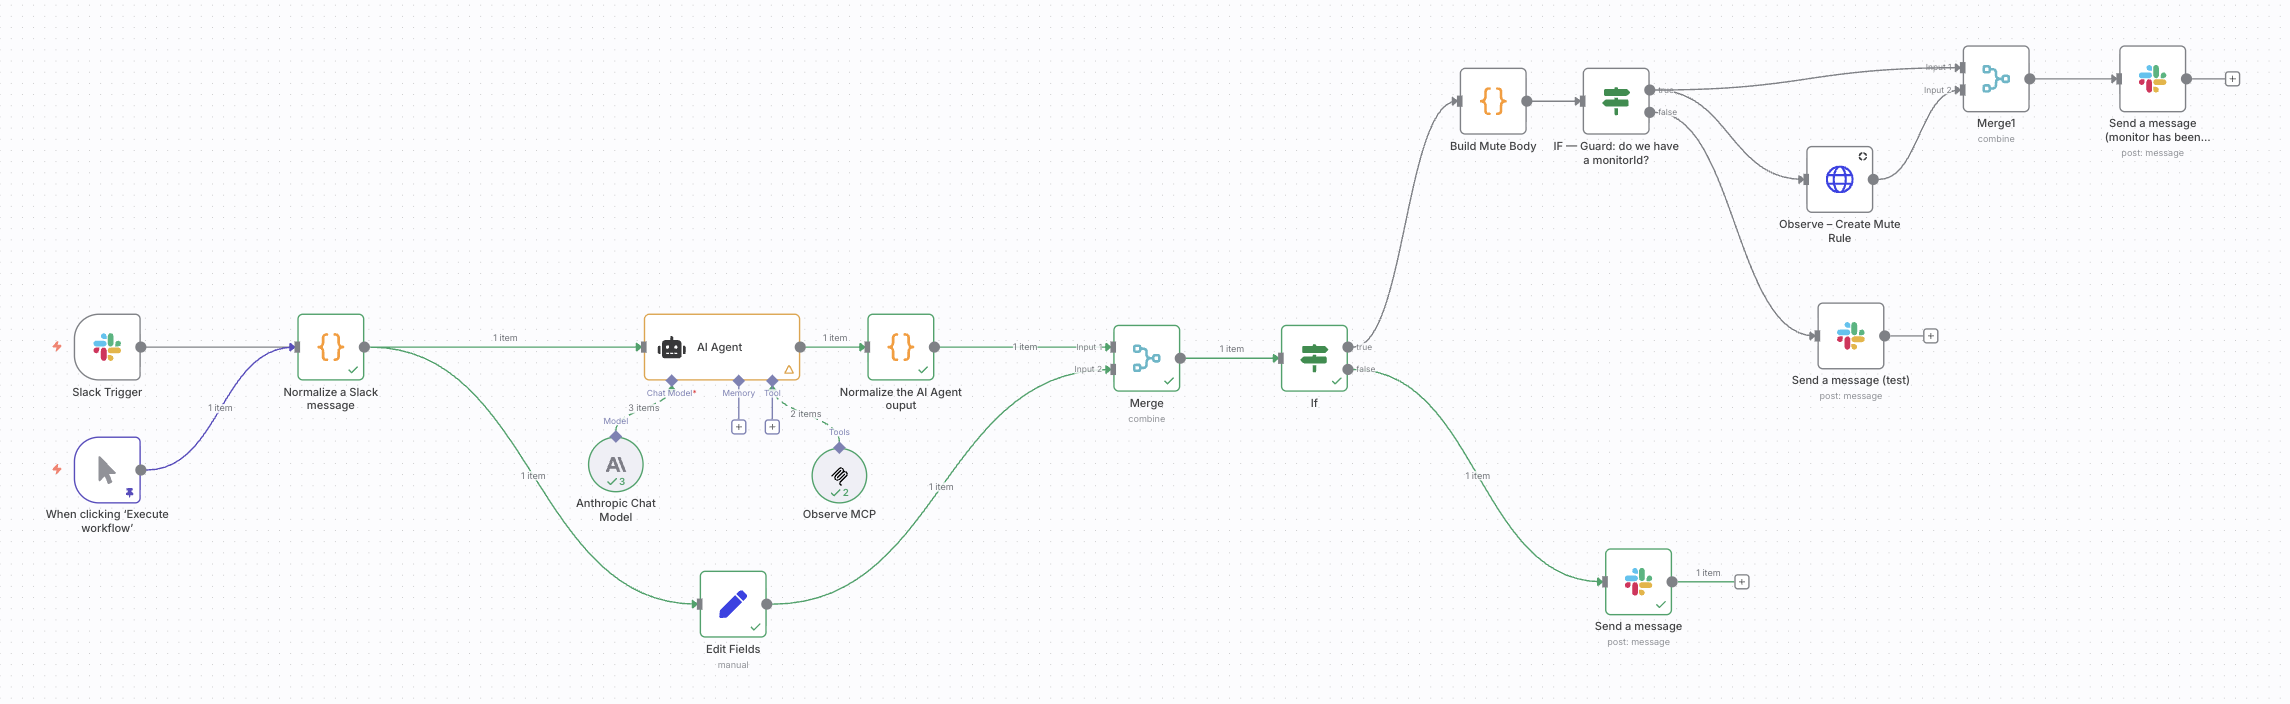 Slack Trigger
1 item
When clicking ‘Execute
workflow’
Normalize a Slack
message
1 item
1 item
AI Agent
Chat Model*
Memory
Tool
3 items
2 items
Model
3
Anthropic Chat
Model
Tools
2
Observe MCP
1 item
Normalize the AI Agent
ouput
Edit Fields
manual
1 item
1 item
Input 1
Input 2
Merge
combine
1 item
If
true
false
1 item
Build Mute Body
IF — Guard: do we have
a monitorId?
true
false
Observe – Create Mute
Rule
Input 1
Input 2
Merge1
combine
Send a message
(monitor has been...
post: message
Send a message (test)
post: message
Send a message
post: message
1 item